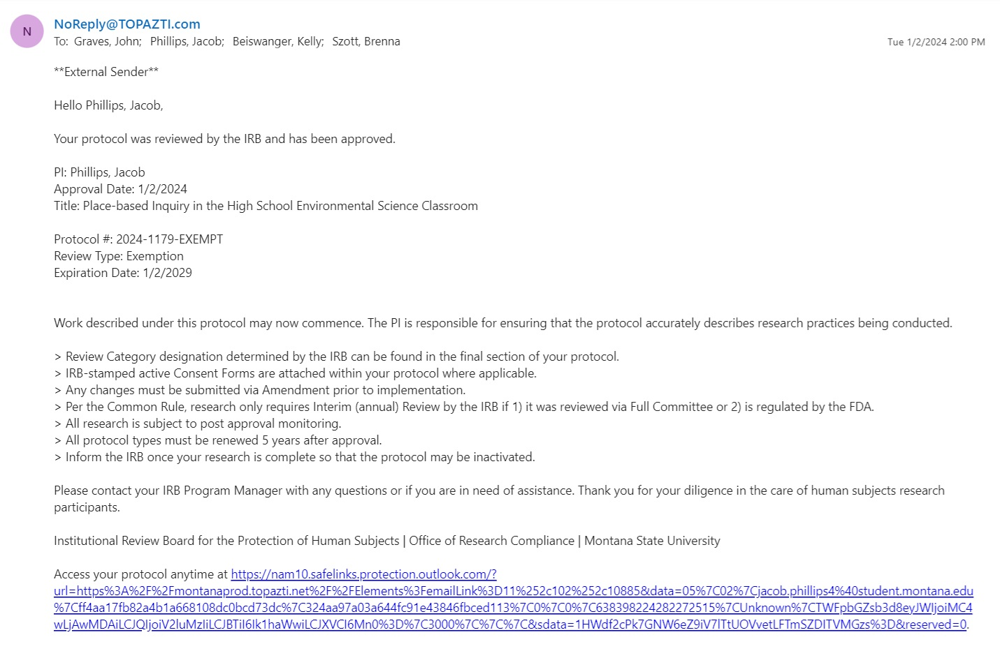 N
NoReply@TOPAZTI.com
To: Graves, John; Phillips, Jacob; Beiswanger, Kelly; Szott, Brenna
Tue 1/2/2024 2:00 PM
**External Sender**
Hello Phillips, Jacob,
Your protocol was reviewed by the IRB and has been approved.
PI: Phillips, Jacob
Approval Date: 1/2/2024
Title: Place-based Inquiry in the High School Environmental Science Classroom
Protocol #: 2024-1179-EXEMPT
Review Type: Exemption
Expiration Date: 1/2/2029
Work described under this protocol may now commence. The PI is responsible for ensuring that the protocol accurately describes research practices being conducted.
> Review Category designation determined by the IRB can be found in the final section of your protocol.
> IRB-stamped active Consent Forms are attached within your protocol where applicable.
> Any changes must be submitted via Amendment prior to implementation.
> Per the Common Rule, research only requires Interim (annual) Review by the IRB if 1) it was reviewed via Full Committee or 2) is regulated by the FDA.
> All research is subject to post approval monitoring.
> All protocol types must be renewed 5 years after approval.
> Inform the IRB once your research is complete so that the protocol may be inactivated.
Please contact your IRB Program Manager with any questions or if you are in need of assistance. Thank you for your diligence in the care of human subjects research
participants.
Institutional Review Board for the Protection of Human Subjects | Office of Research Compliance | Montana State University
Access your protocol anytime at https://nam10.safelinks.protection.outlook.com/?
url=https%3A%2F%2Fmontanaprod.topazti.net%2F%2FElements%3FemailLink%3D11%252c102%252c10885&data=05%7C02%7Cjacob.phillips4%40student.montana.edu
%7Cff4aa17fb82a4b1a668108dc0bcd73dc%7C324aa97a03a644fc91e43846fbced113%7C0%7C0%7C638398224282272515%7CUnknown%7CTWFpbGZsb3d8eyJWIjoiMC4
wLjAwMDAiLCJQIjoiV2luMzIiLCJBTiI6Ik1haWwiLCJXVCI6Mn0%3D%7C3000%7C%7C%7C&sdata=1HWdf2cPk7GNW6eZ9iV7lTtUOVvetLFTmSZDITVMGzs%3D&reserved=0.